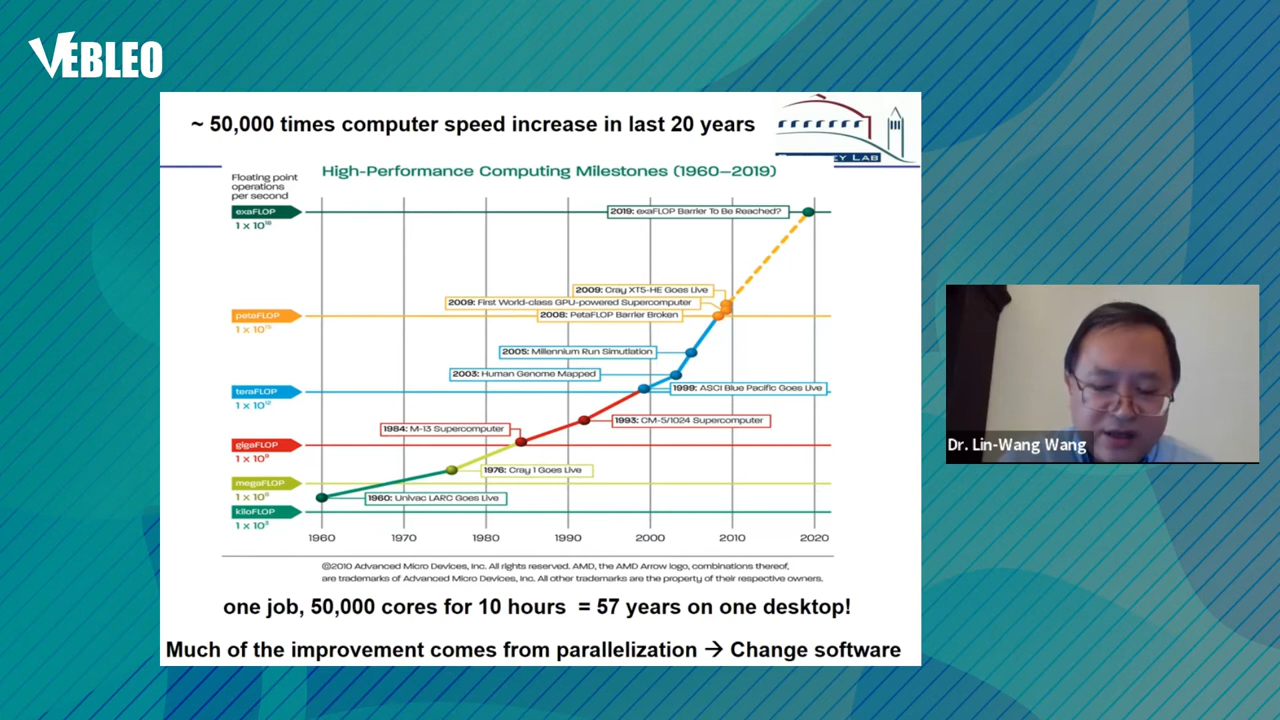 VEBLEO
~ 50,000 times computer speed increase in last 20 years
EY LAB
High-Performance Computing Milestones (1960–2019)
Floating point
operations
per second
exaFLOP
1 x 10¹⁸
2019: exaFLOP Barrier To Be Reached?
2009: Cray XT5-HE Goes Live
2009: First World-class GPU-powered Supercomputer
petaFLOP
2008: PetaFLOP Barrier Broken
1 x 10¹⁵
2005: Millennium Run Simutlation
2003: Human Genome Mapped
teraFLOP
1999: ASCI Blue Pacific Goes Live
1 x 10¹²
1993: CM-5/1024 Supercomputer
1984: M-13 Supercomputer
gigaFLOP
1 x 10⁹
1976: Cray 1 Goes Live
megaFLOP
1 x 10⁶
1960: Univac LARC Goes Live
kiloFLOP
1 x 10³
1960 1970 1980 1990 2000 2010 2020
©2010 Advanced Micro Devices, Inc. All rights reserved. AMD, the AMD Arrow logo, combinations thereof,
are trademarks of Advanced Micro Devices, Inc. All other trademarks are the property of their respective owners.
one job, 50,000 cores for 10 hours = 57 years on one desktop!
Much of the improvement comes from parallelization → Change software
Dr. Lin-Wang Wang